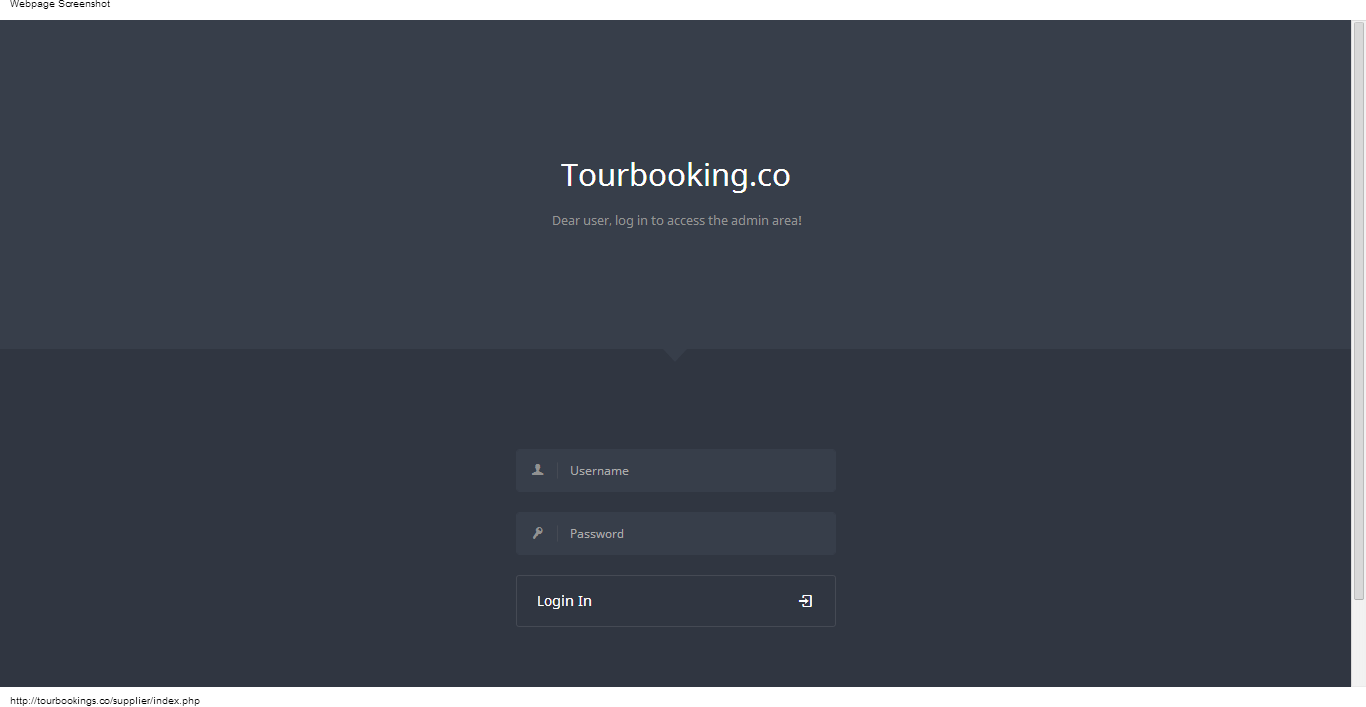 Webpage Screenshot
Tourbooking.co
Dear user, log in to access the admin area!
Username
Password
Login In
http://tourbookings.co/supplier/index.php